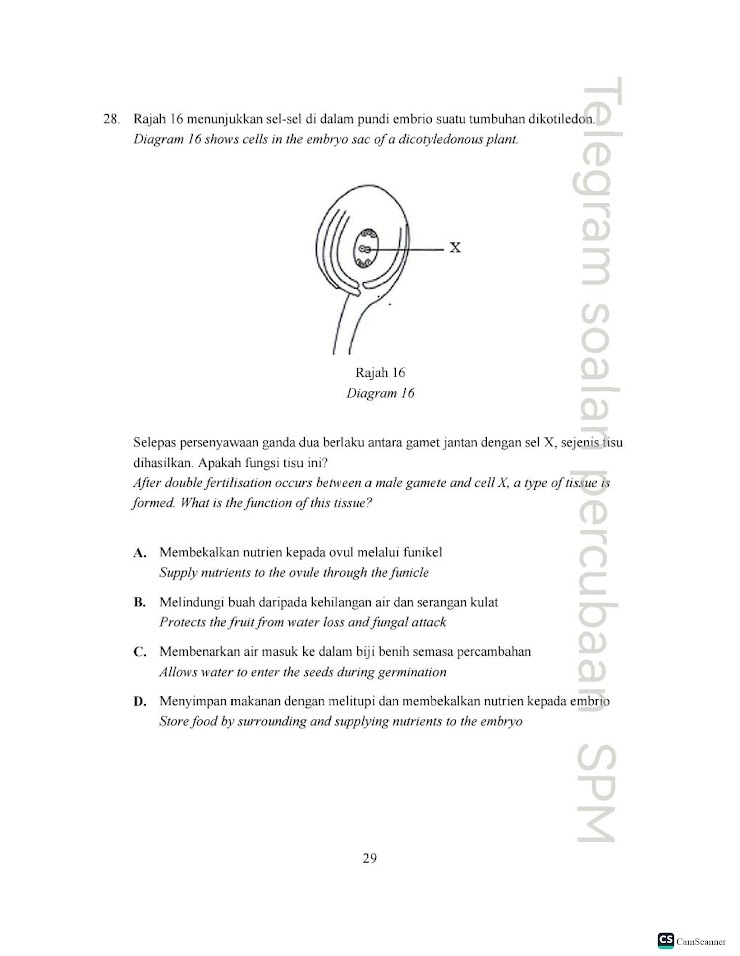 28. Rajah 16 menunjukkan sel-sel di dalam pundi embrio suatu tumbuhan dikotiledon.
Diagram 16 shows cells in the embryo sac of a dicotyledonous plant.
X
Rajah 16
Diagram 16
Selepas persenyawaan ganda dua berlaku antara gamet jantan dengan sel X, sejenis tisu
dihasilkan. Apakah fungsi tisu ini?
After double fertilisation occurs between a male gamete and cell X, a type of tissue is
formed. What is the function of this tissue?
A. Membekalkan nutrien kepada ovul melalui funikel
Supply nutrients to the ovule through the funicle
B. Melindungi buah daripada kehilangan air dan serangan kulat
Protects the fruit from water loss and fungal attack
C. Membenarkan air masuk ke dalam biji benih semasa percambahan
Allows water to enter the seeds during germination
D. Menyimpan makanan dengan melitupi dan membekalkan nutrien kepada embrio
Store food by surrounding and supplying nutrients to the embryo
29
Telegram soalan percubaan SPM
CS CamScanner